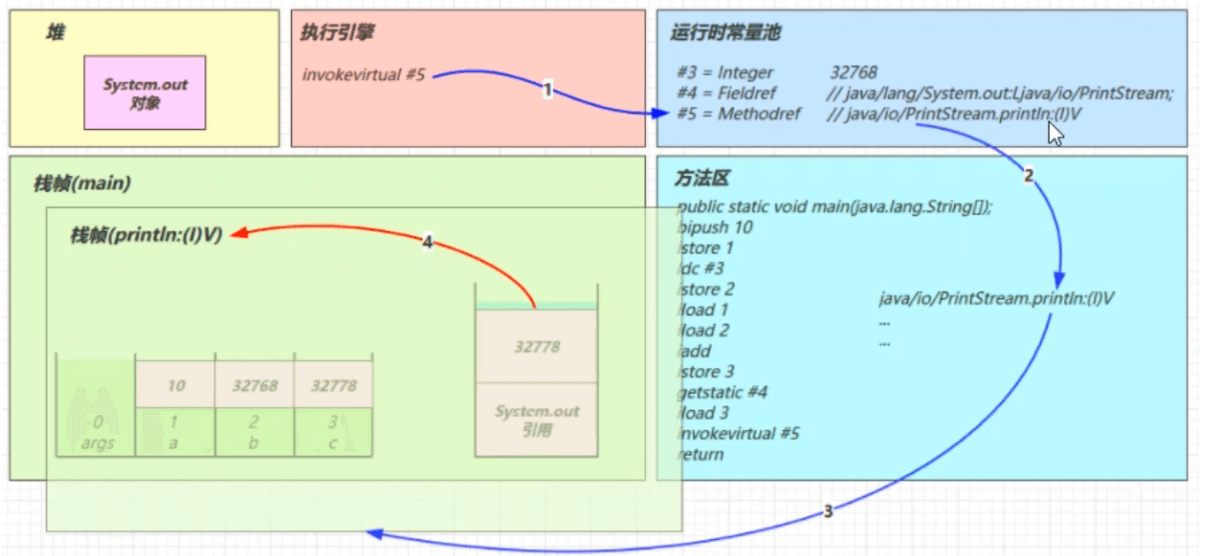 堆
System.out
对象
执行引擎
invokevirtual #5
1
运行时常量池
#3 = Integer 32768
#4 = Fieldref // java/lang/System.out:Ljava/io/PrintStream;
#5 = Methodref // java/io/PrintStream.println:(I)V
2
栈帧(main)
栈帧(println:(I)V)
4
32778
System.out
引用
10 32768 32778
0 1 2 3
args a b c
方法区
public static void main(java.lang.String[]);
bipush 10
istore 1
ldc #3
istore 2
iload 1
iload 2
iadd
istore 3
getstatic #4
iload 3
invokevirtual #5
return
java/io/PrintStream.println:(I)V
...
...
3